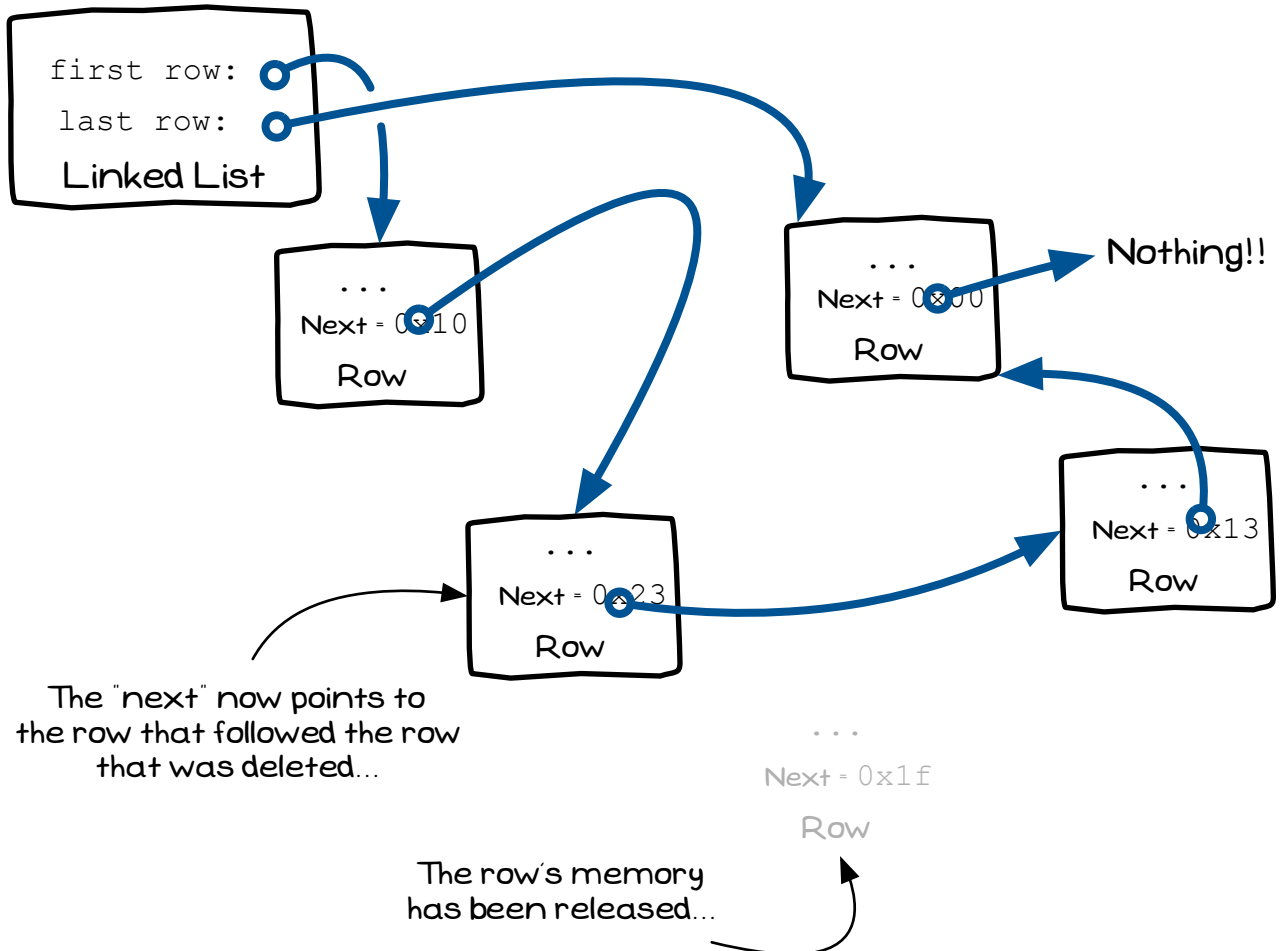 first row:
last row:
Linked List
...
Next = 0x10
Row
...
Next = 0x00
Row
Nothing!!
...
Next = 0x13
Row
...
Next = 0x23
Row
The "next" now points to
the row that followed the row
that was deleted...
...
Next = 0x1f
Row
The row's memory
has been released...